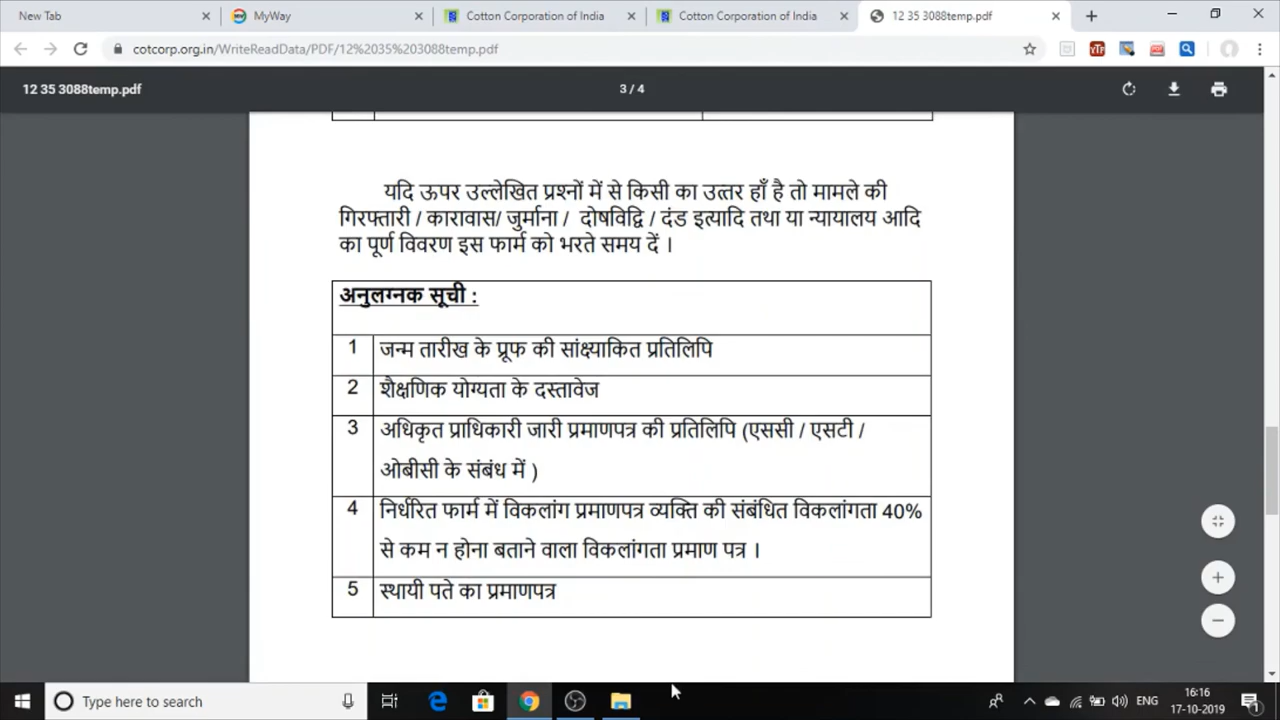 New Tab
MyWay
Cotton Corporation of India
Cotton Corporation of India
12 35 3088temp.pdf
cotcorp.org.in/WriteReadData/PDF/12%2035%203088temp.pdf
YTP
12 35 3088temp.pdf
3 / 4
यदि ऊपर उल्लेखित प्रश्नों में से किसी का उत्तर हाँ है तो मामले की
गिरफ्तारी / कारावास/ जुर्माना / दोषविद्वि / दंड इत्यादि तथा या न्यायालय आदि
का पूर्ण विवरण इस फार्म को भरते समय दें ।
अनुलग्नक सूची :
1 जन्म तारीख के प्रूफ की सांक्ष्याकित प्रतिलिपि
2 शैक्षणिक योग्यता के दस्तावेज
3 अधिकृत प्राधिकारी जारी प्रमाणपत्र की प्रतिलिपि (एससी / एसटी /
ओबीसी के संबंध में )
4 निर्धरित फार्म में विकलांग प्रमाणपत्र व्यक्ति की संबंधित विकलांगता 40%
से कम न होना बताने वाला विकलांगता प्रमाण पत्र ।
5 स्थायी पते का प्रमाणपत्र
Type here to search
ENG
16:16
17-10-2019
1